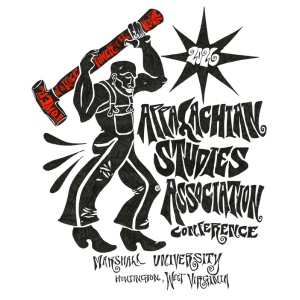 2026
APPALACHIAN
STUDIES
ASSOCIATION
CONFERENCE
MARSHALL UNIVERSITY
HUNTINGTON, WEST VIRGINIA